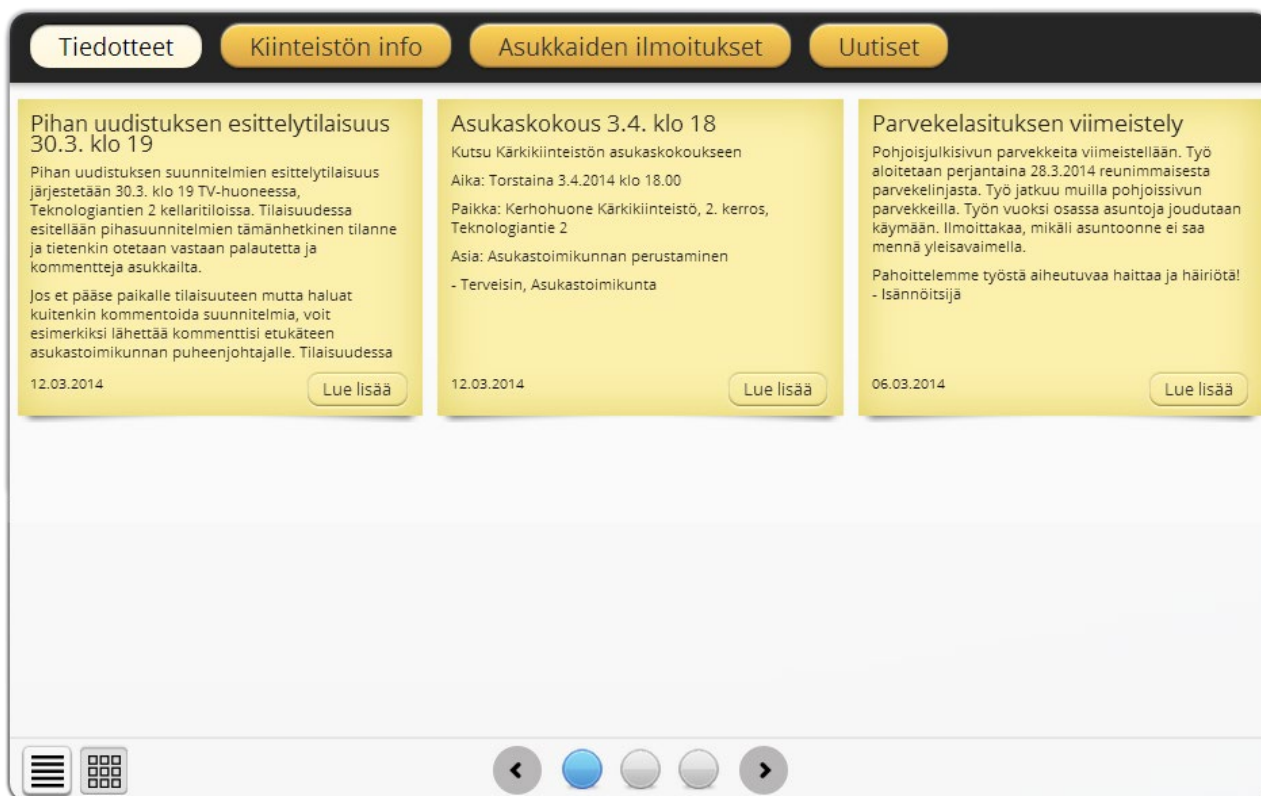 Tiedotteet
Kiinteistön info
Asukkaiden ilmoitukset
Uutiset
Pihan uudistuksen esittelytilaisuus
30.3. klo 19
Pihan uudistuksen suunnitelmien esittelytilaisuus
järjestetään 30.3. klo 19 TV-huoneessa,
Teknologiantien 2 kellaritiloissa. Tilaisuudessa
esitellään pihasuunnitelmien tämänhetkinen tilanne
ja tietenkin otetaan vastaan palautetta ja
kommentteja asukkailta.
Jos et pääse paikalle tilaisuuteen mutta haluat
kuitenkin kommentoida suunnitelmia, voit
esimerkiksi lähettää kommenttisi etukäteen
asukastoimikunnan puheenjohtajalle. Tilaisuudessa
12.03.2014
Lue lisää
Asukaskokous 3.4. klo 18
Kutsu Kärkikiinteistön asukaskokoukseen
Aika: Torstaina 3.4.2014 klo 18.00
Paikka: Kerhohuone Kärkikiinteistö, 2. kerros,
Teknologiantie 2
Asia: Asukastoimikunnan perustaminen
- Terveisin, Asukastoimikunta
12.03.2014
Lue lisää
Parvekelasituksen viimeistely
Pohjoisjulkisivun parvekkeita viimeistellään. Työ
aloitetaan perjantaina 28.3.2014 reunimmaisesta
parvekelinjasta. Työ jatkuu muilla pohjoissivun
parvekkeilla. Työn vuoksi osassa asuntoja joudutaan
käymään. Ilmoittakaa, mikäli asuntoonne ei saa
mennä yleisavaimella.
Pahoittelemme työstä aiheutuvaa haittaa ja häiriötä!
- Isännöitsijä
06.03.2014
Lue lisää